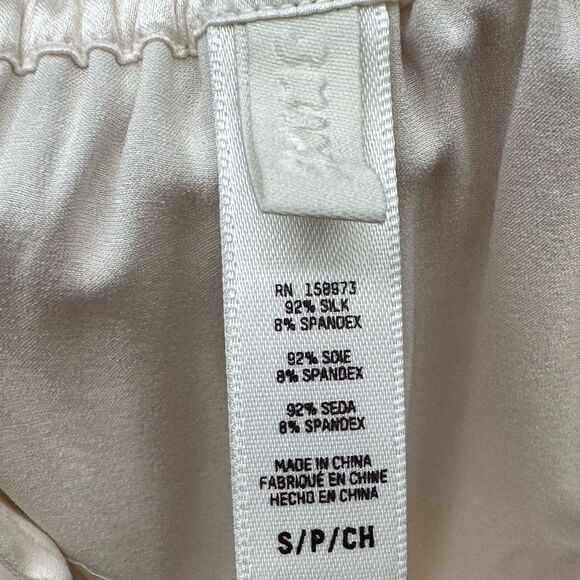 RN 158973
92% SILK
8% SPANDEX
92% SOIE
8% SPANDEX
92% SEDA
8% SPANDEX
MADE IN CHINA
FABRIQUÉ EN CHINE
HECHO EN CHINA
S/P/CH